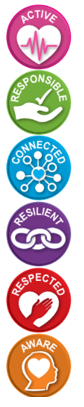 ACTIVE
RESPONSIBLE
CONNECTED
RESILIENT
RESPECTED
AWARE